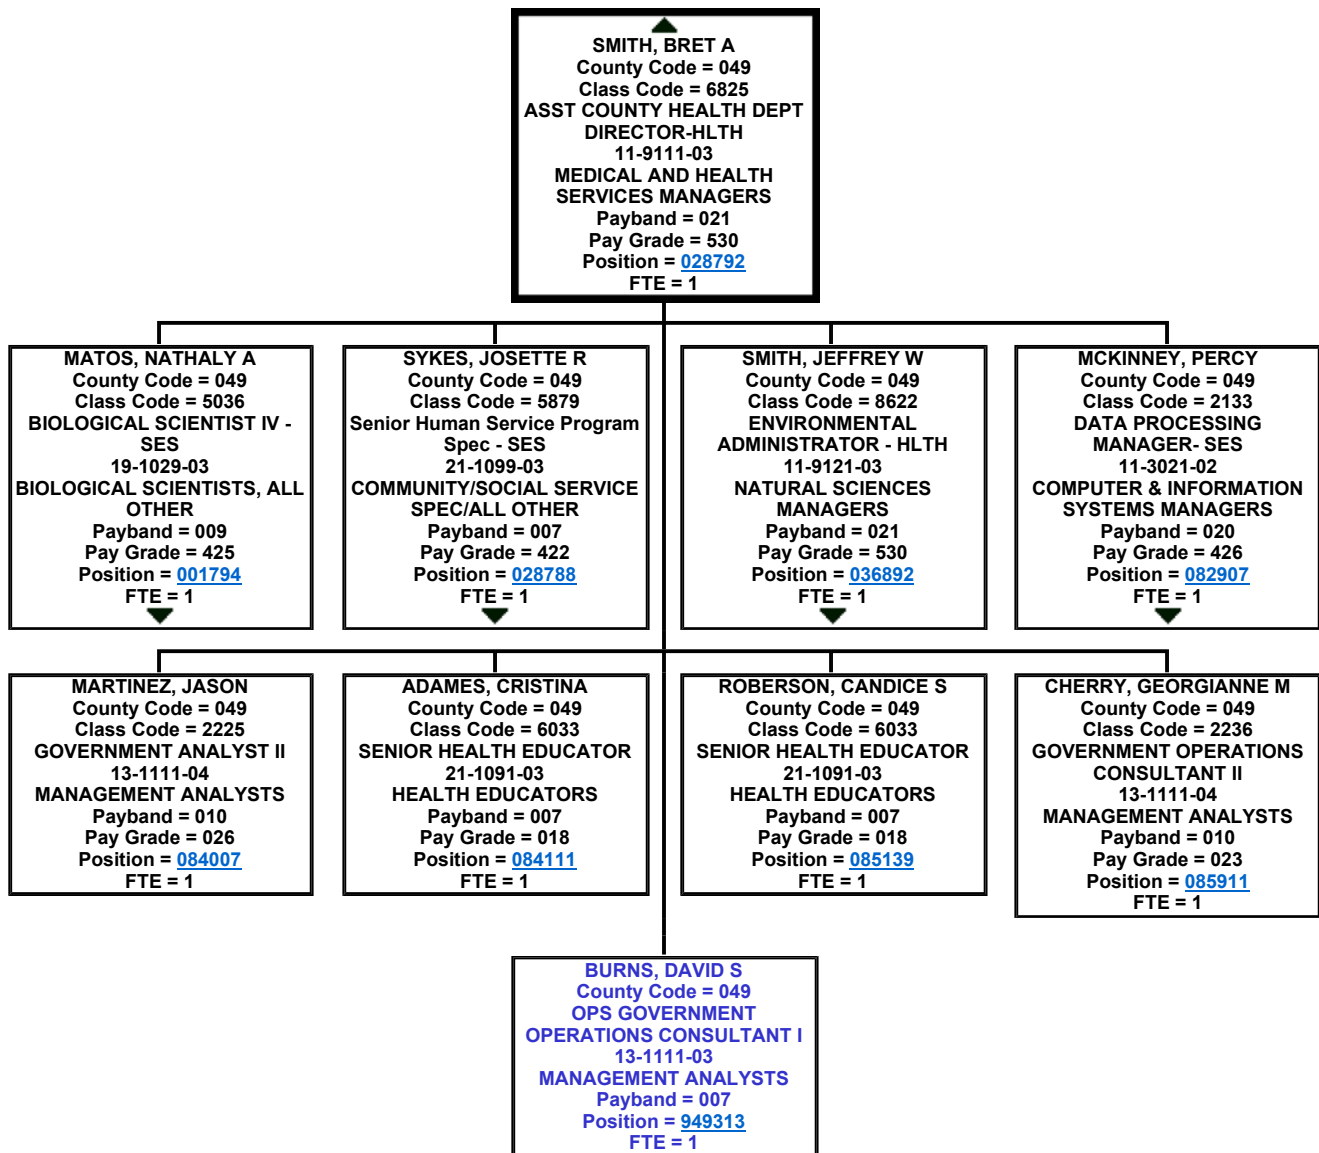 SMITH, BRET A
County Code = 049
Class Code = 6825
ASST COUNTY HEALTH DEPT
DIRECTOR-HLTH
11-9111-03
MEDICAL AND HEALTH
SERVICES MANAGERS
Payband = 021
Pay Grade = 530
Position = 028792
FTE = 1
MATOS, NATHALY A
County Code = 049
Class Code = 5036
BIOLOGICAL SCIENTIST IV -
SES
19-1029-03
BIOLOGICAL SCIENTISTS, ALL
OTHER
Payband = 009
Pay Grade = 425
Position = 001794
FTE = 1
SYKES, JOSETTE R
County Code = 049
Class Code = 5879
Senior Human Service Program
Spec - SES
21-1099-03
COMMUNITY/SOCIAL SERVICE
SPEC/ALL OTHER
Payband = 007
Pay Grade = 422
Position = 028788
FTE = 1
SMITH, JEFFREY W
County Code = 049
Class Code = 8622
ENVIRONMENTAL
ADMINISTRATOR - HLTH
11-9121-03
NATURAL SCIENCES
MANAGERS
Payband = 021
Pay Grade = 530
Position = 036892
FTE = 1
MCKINNEY, PERCY
County Code = 049
Class Code = 2133
DATA PROCESSING
MANAGER- SES
11-3021-02
COMPUTER & INFORMATION
SYSTEMS MANAGERS
Payband = 020
Pay Grade = 426
Position = 082907
FTE = 1
MARTINEZ, JASON
County Code = 049
Class Code = 2225
GOVERNMENT ANALYST II
13-1111-04
MANAGEMENT ANALYSTS
Payband = 010
Pay Grade = 026
Position = 084007
FTE = 1
ADAMES, CRISTINA
County Code = 049
Class Code = 6033
SENIOR HEALTH EDUCATOR
21-1091-03
HEALTH EDUCATORS
Payband = 007
Pay Grade = 018
Position = 084111
FTE = 1
ROBERSON, CANDICE S
County Code = 049
Class Code = 6033
SENIOR HEALTH EDUCATOR
21-1091-03
HEALTH EDUCATORS
Payband = 007
Pay Grade = 018
Position = 085139
FTE = 1
CHERRY, GEORGIANNE M
County Code = 049
Class Code = 2236
GOVERNMENT OPERATIONS
CONSULTANT II
13-1111-04
MANAGEMENT ANALYSTS
Payband = 010
Pay Grade = 023
Position = 085911
FTE = 1
BURNS, DAVID S
County Code = 049
OPS GOVERNMENT
OPERATIONS CONSULTANT I
13-1111-03
MANAGEMENT ANALYSTS
Payband = 007
Position = 949313
FTE = 1